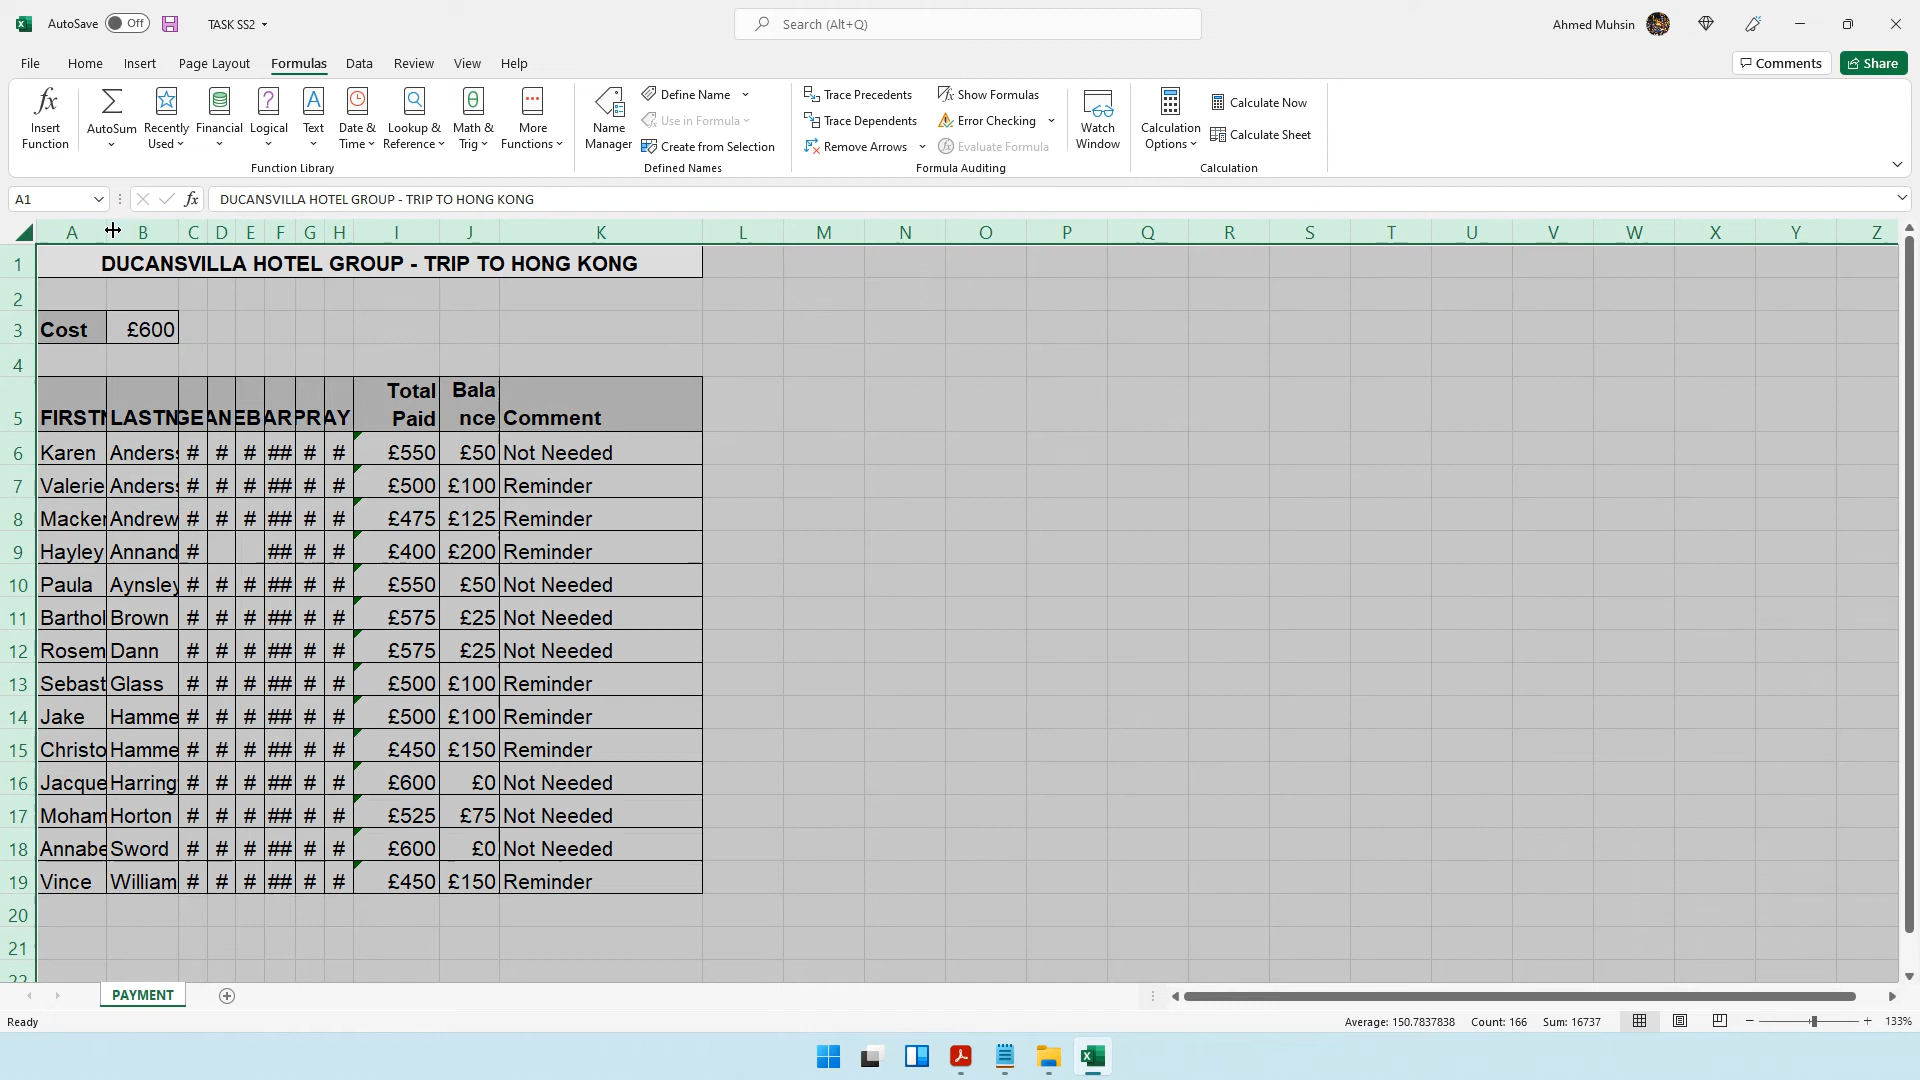 AutoSave Off TASK SS2 Search (Alt+Q) Ahmed Muhsin
File Home Insert Page Layout Formulas Data Review View Help Comments Share
Insert Function AutoSum Recently Used Financial Logical Text Date & Time Lookup & Reference Math & Trig More Functions
Function Library
Name Manager
Define Name
Use in Formula
Create from Selection
Defined Names
Trace Precedents Show Formulas
Trace Dependents Error Checking
Remove Arrows Evaluate Formula
Formula Auditing
Watch Window
Calculation Options
Calculate Now
Calculate Sheet
Calculation
A1 fx DUCANSVILLA HOTEL GROUP - TRIP TO HONG KONG
A B C D E F G H I J K L M N O P Q R S T U V W X Y Z
1 DUCANSVILLA HOTEL GROUP - TRIP TO HONG KONG
2
3 Cost £600
4
5 FIRSTN LASTN GE AN EB AR PR AY Total Paid Bala nce Comment
6 Karen Anders # # # ## # # £550 £50 Not Needed
7 Valerie Anders # # # ## # # £500 £100 Reminder
8 Macker Andrew # # # ## # # £475 £125 Reminder
9 Hayley Annand # ## # # £400 £200 Reminder
10 Paula Aynsley # # # ## # # £550 £50 Not Needed
11 Barthol Brown # # # ## # # £575 £25 Not Needed
12 Rosem Dann # # # ## # # £575 £25 Not Needed
13 Sebast Glass # # # ## # # £500 £100 Reminder
14 Jake Hamme # # # ## # # £500 £100 Reminder
15 Christo Hamme # # # ## # # £450 £150 Reminder
16 Jacque Harring # # # ## # # £600 £0 Not Needed
17 Moham Horton # # # ## # # £525 £75 Not Needed
18 Annabe Sword # # # ## # # £600 £0 Not Needed
19 Vince William # # # ## # # £450 £150 Reminder
20
21
22
PAYMENT
Ready Average: 150.7837838 Count: 166 Sum: 16737 133%